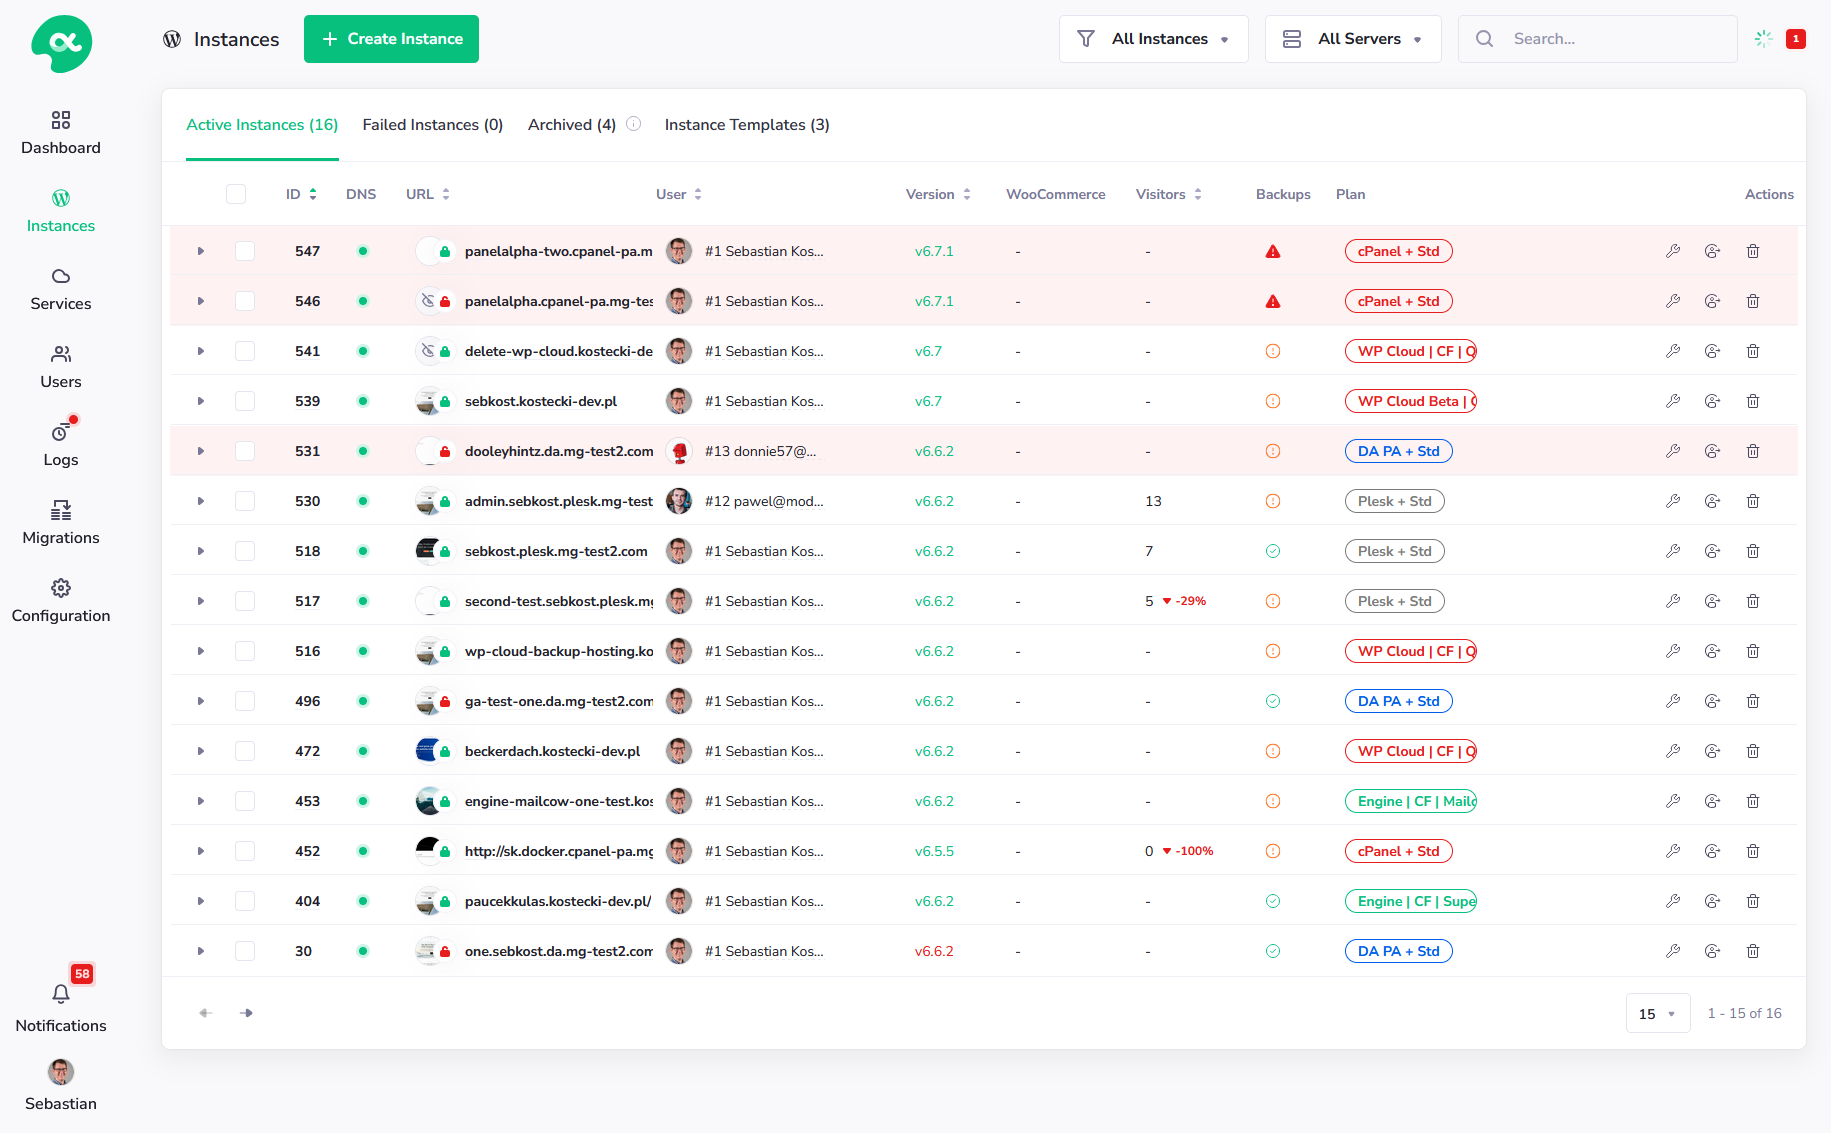 Instances
Create Instance
All Instances
All Servers
Search...
1
Dashboard
Instances
Services
Users
Logs
Migrations
Configuration
58
Notifications
Sebastian
Active Instances (16)
Failed Instances (0)
Archived (4)
Instance Templates (3)
ID DNS URL User Version WooCommerce Visitors Backups Plan Actions
547 panelalpha-two.cpanel-pa.m #1 Sebastian Kos... v6.7.1 - - cPanel + Std
546 panelalpha.cpanel-pa.mg-tes #1 Sebastian Kos... v6.7.1 - - cPanel + Std
541 delete-wp-cloud.kostecki-de #1 Sebastian Kos... v6.7 - - WP Cloud | CF | Q
539 sebkost.kostecki-dev.pl #1 Sebastian Kos... v6.7 - - WP Cloud Beta |
531 dooleyhintz.da.mg-test2.com #13 donnie57@... v6.6.2 - - DA PA + Std
530 admin.sebkost.plesk.mg-test #12 pawel@mod... v6.6.2 - 13 Plesk + Std
518 sebkost.plesk.mg-test2.com #1 Sebastian Kos... v6.6.2 - 7 Plesk + Std
517 second-test.sebkost.plesk.mg #1 Sebastian Kos... v6.6.2 - 5 -29% Plesk + Std
516 wp-cloud-backup-hosting.ko #1 Sebastian Kos... v6.6.2 - - WP Cloud | CF | Q
496 ga-test-one.da.mg-test2.com #1 Sebastian Kos... v6.6.2 - - DA PA + Std
472 beckerdach.kostecki-dev.pl #1 Sebastian Kos... v6.6.2 - - WP Cloud | CF | Q
453 engine-mailcow-one-test.kos #1 Sebastian Kos... v6.6.2 - - Engine | CF | Mailc
452 http://sk.docker.cpanel-pa.mg #1 Sebastian Kos... v6.5.5 - 0 -100% cPanel + Std
404 paucekkulas.kostecki-dev.pl/ #1 Sebastian Kos... v6.6.2 - - Engine | CF | Supe
30 one.sebkost.da.mg-test2.com #1 Sebastian Kos... v6.6.2 - - DA PA + Std
15
1 - 15 of 16